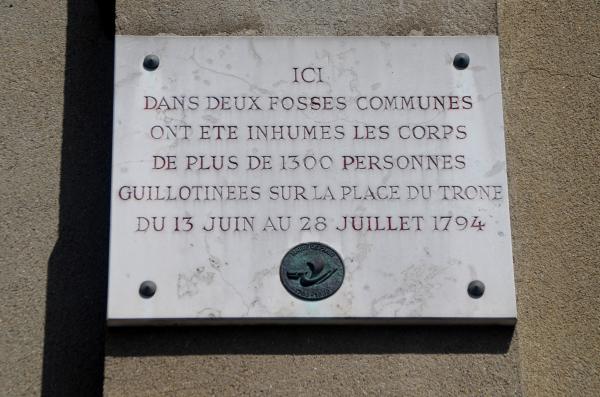 ICI
DANS DEUX FOSSES COMMUNES
ONT ETE INHUMES LES CORPS
DE PLUS DE 1300 PERSONNES
GUILLOTINEES SUR LA PLACE DU TRONE
DU 13 JUIN AU 28 JUILLET 1794